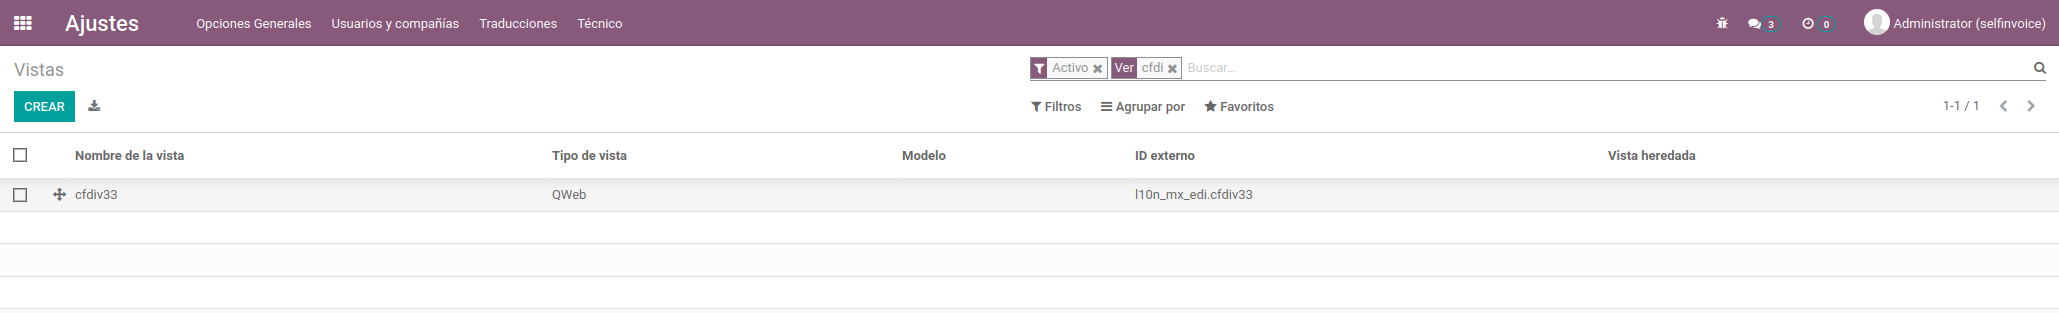 Ajustes Opciones Generales Usuarios y compañías Traducciones Técnico 3 0 Administrator (selfinvoice)
Vistas Activo Ver cfdi Buscar...
CREAR Filtros Agrupar por Favoritos 1-1 / 1
Nombre de la vista Tipo de vista Modelo ID externo Vista heredada
cfdiv33 QWeb l10n_mx_edi.cfdiv33